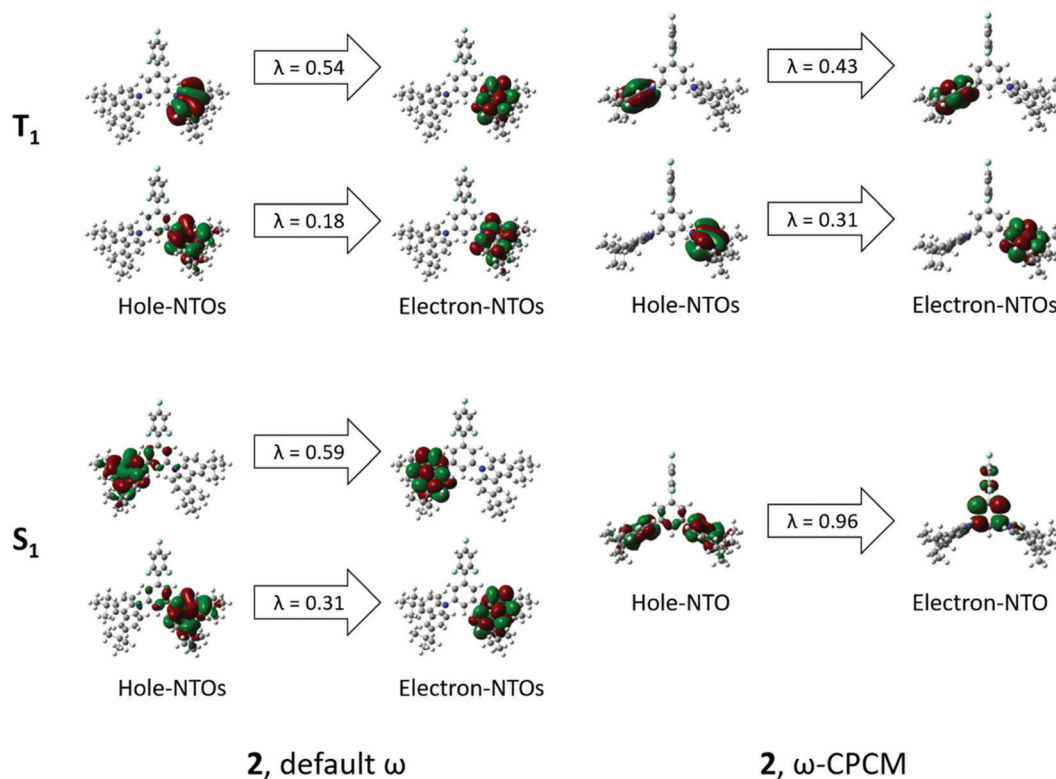 T1
λ = 0.54
λ = 0.43
λ = 0.18
λ = 0.31
Hole-NTOs
Electron-NTOs
Hole-NTOs
Electron-NTOs
S1
λ = 0.59
λ = 0.96
λ = 0.31
Hole-NTO
Electron-NTO
Hole-NTOs
Electron-NTOs
2, default ω
2, ω-CPCM